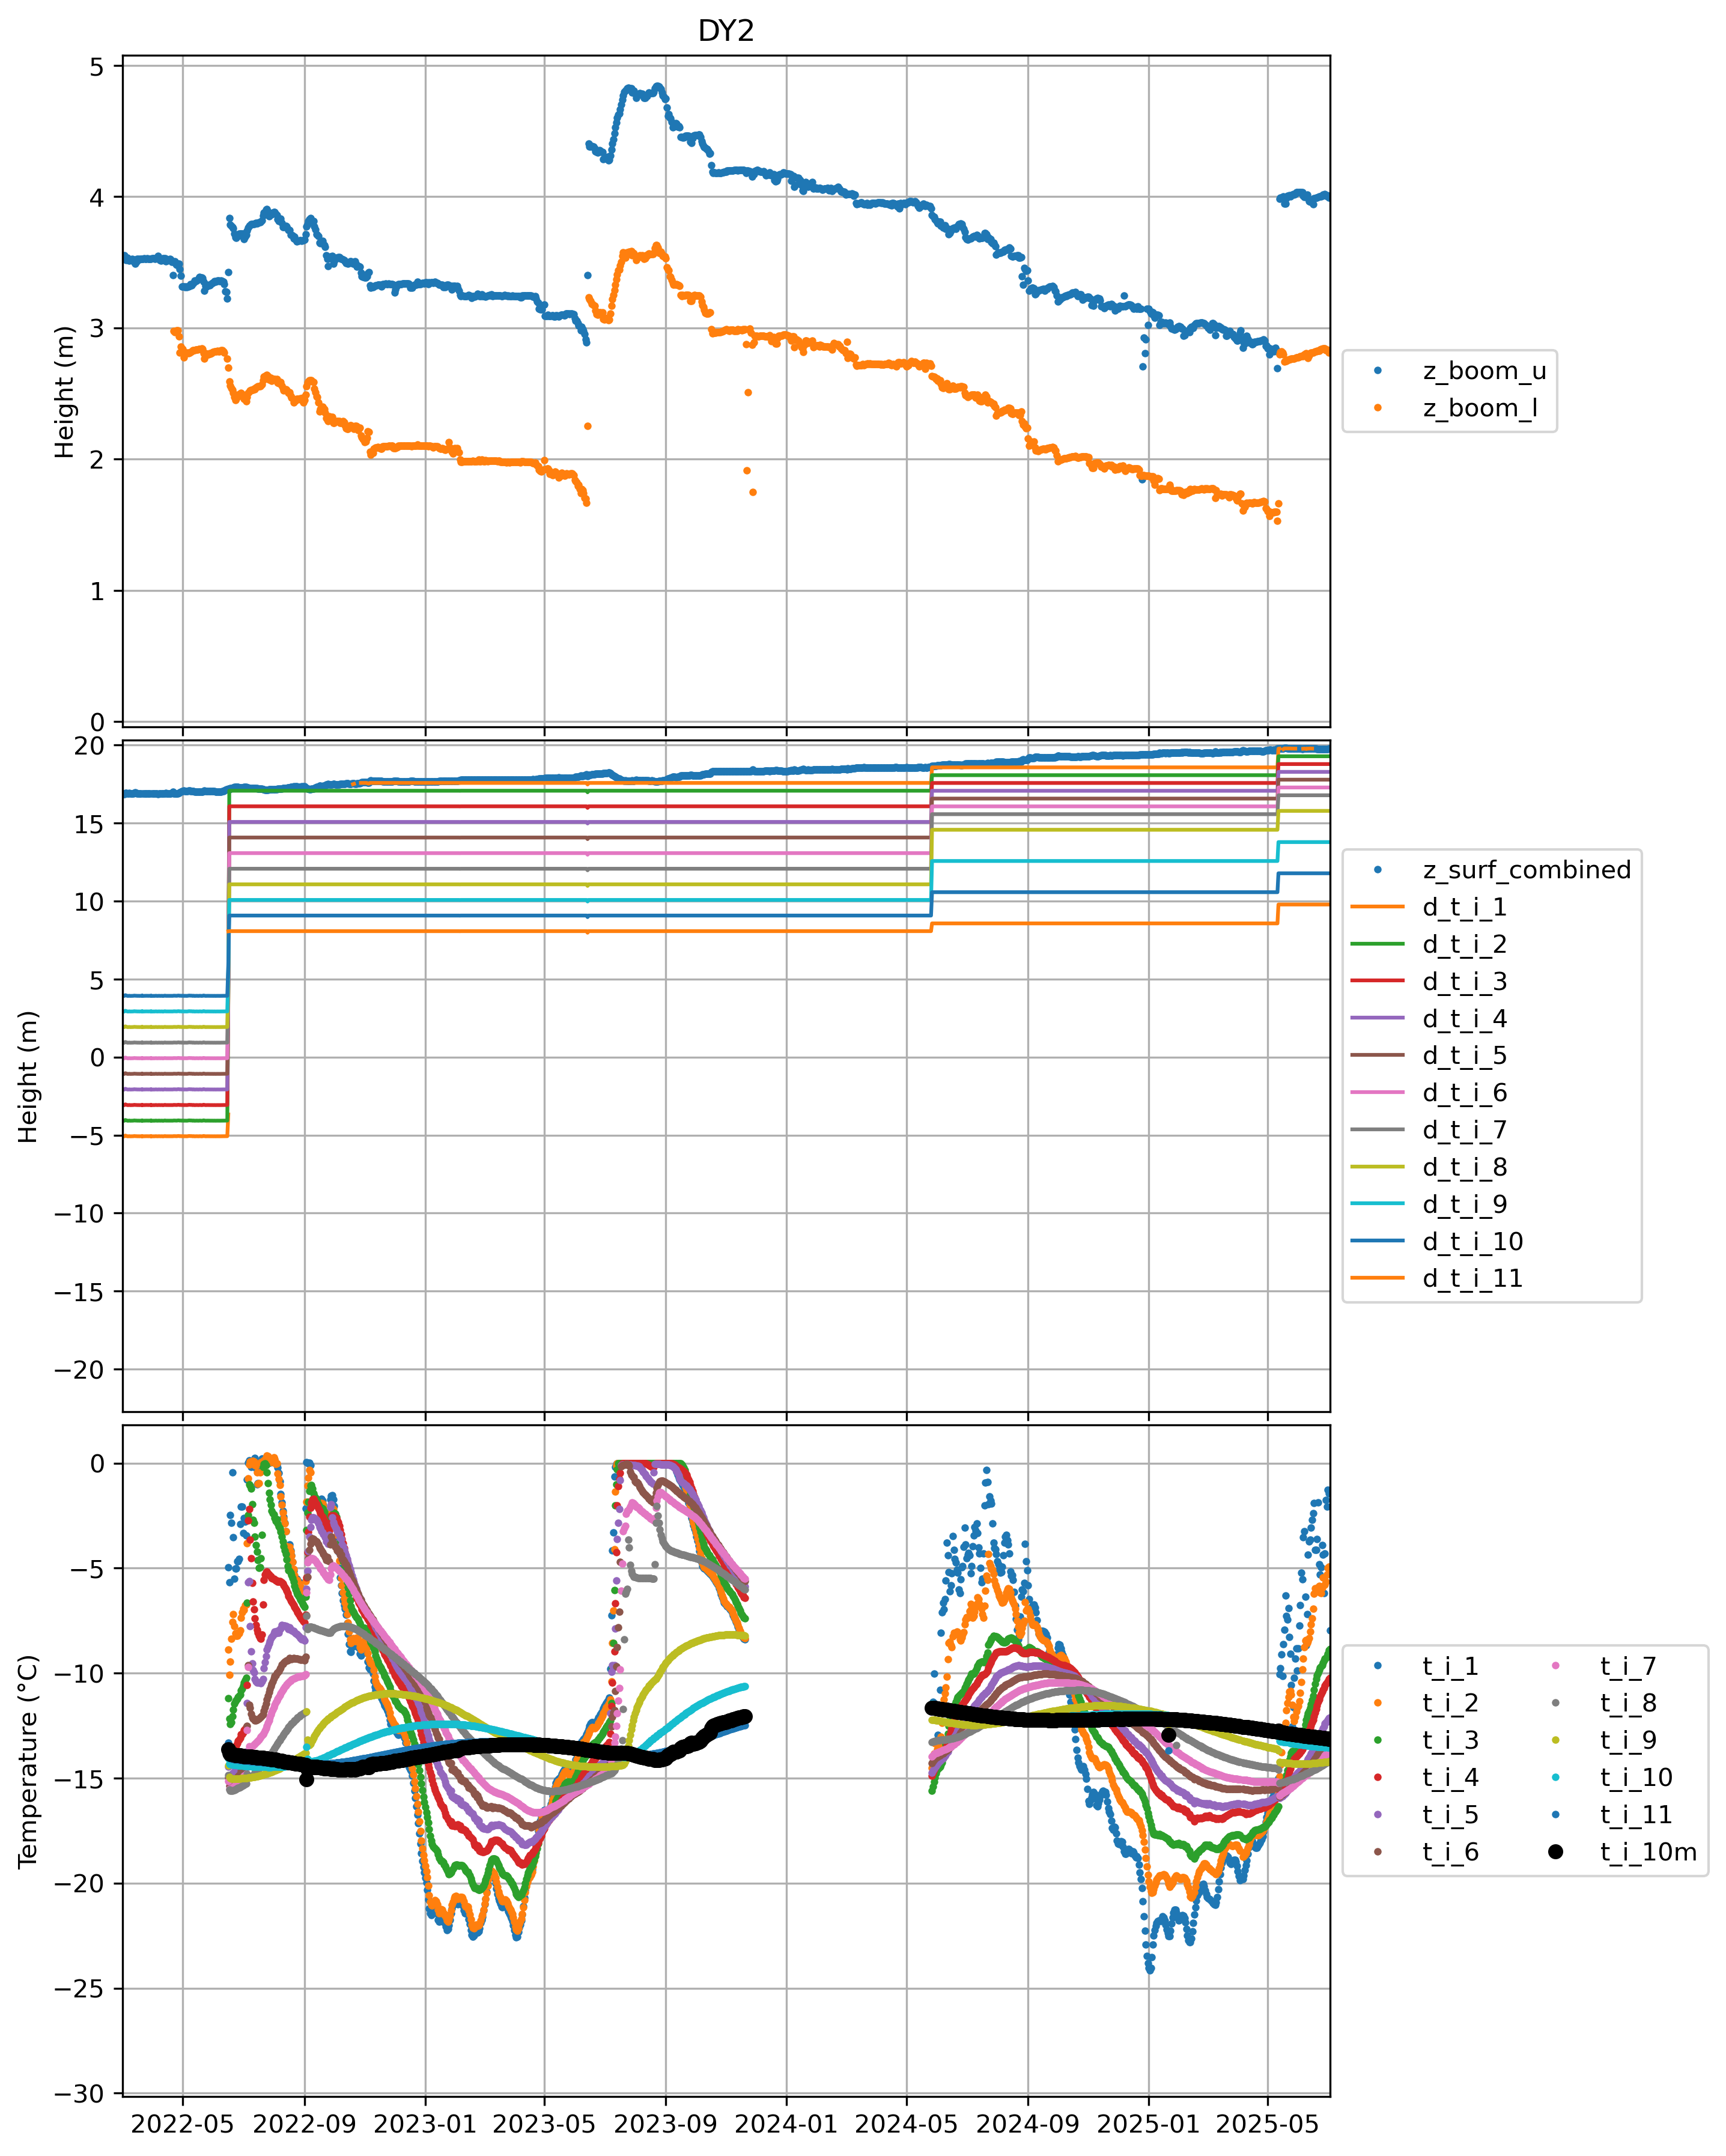 DY2
5
4
3
2
1
0
Height (m)
z_boom_u
z_boom_l
20
15
10
5
0
−5
−10
−15
−20
Height (m)
z_surf_combined
d_t_i_1
d_t_i_2
d_t_i_3
d_t_i_4
d_t_i_5
d_t_i_6
d_t_i_7
d_t_i_8
d_t_i_9
d_t_i_10
d_t_i_11
0
−5
−10
−15
−20
−25
−30
Temperature (°C)
t_i_1
t_i_2
t_i_3
t_i_4
t_i_5
t_i_6
t_i_7
t_i_8
t_i_9
t_i_10
t_i_11
t_i_10m
2022-05 2022-09 2023-01 2023-05 2023-09 2024-01 2024-05 2024-09 2025-01 2025-05